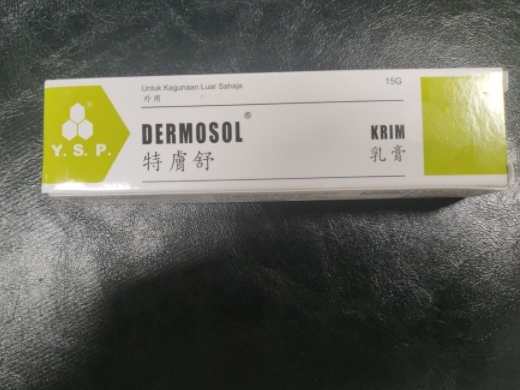 Untuk Kegunaan Luar Sahaja
外用
15G
®
Y. S. P.
DERMOSOL®
特膚舒
KRIM
乳膏